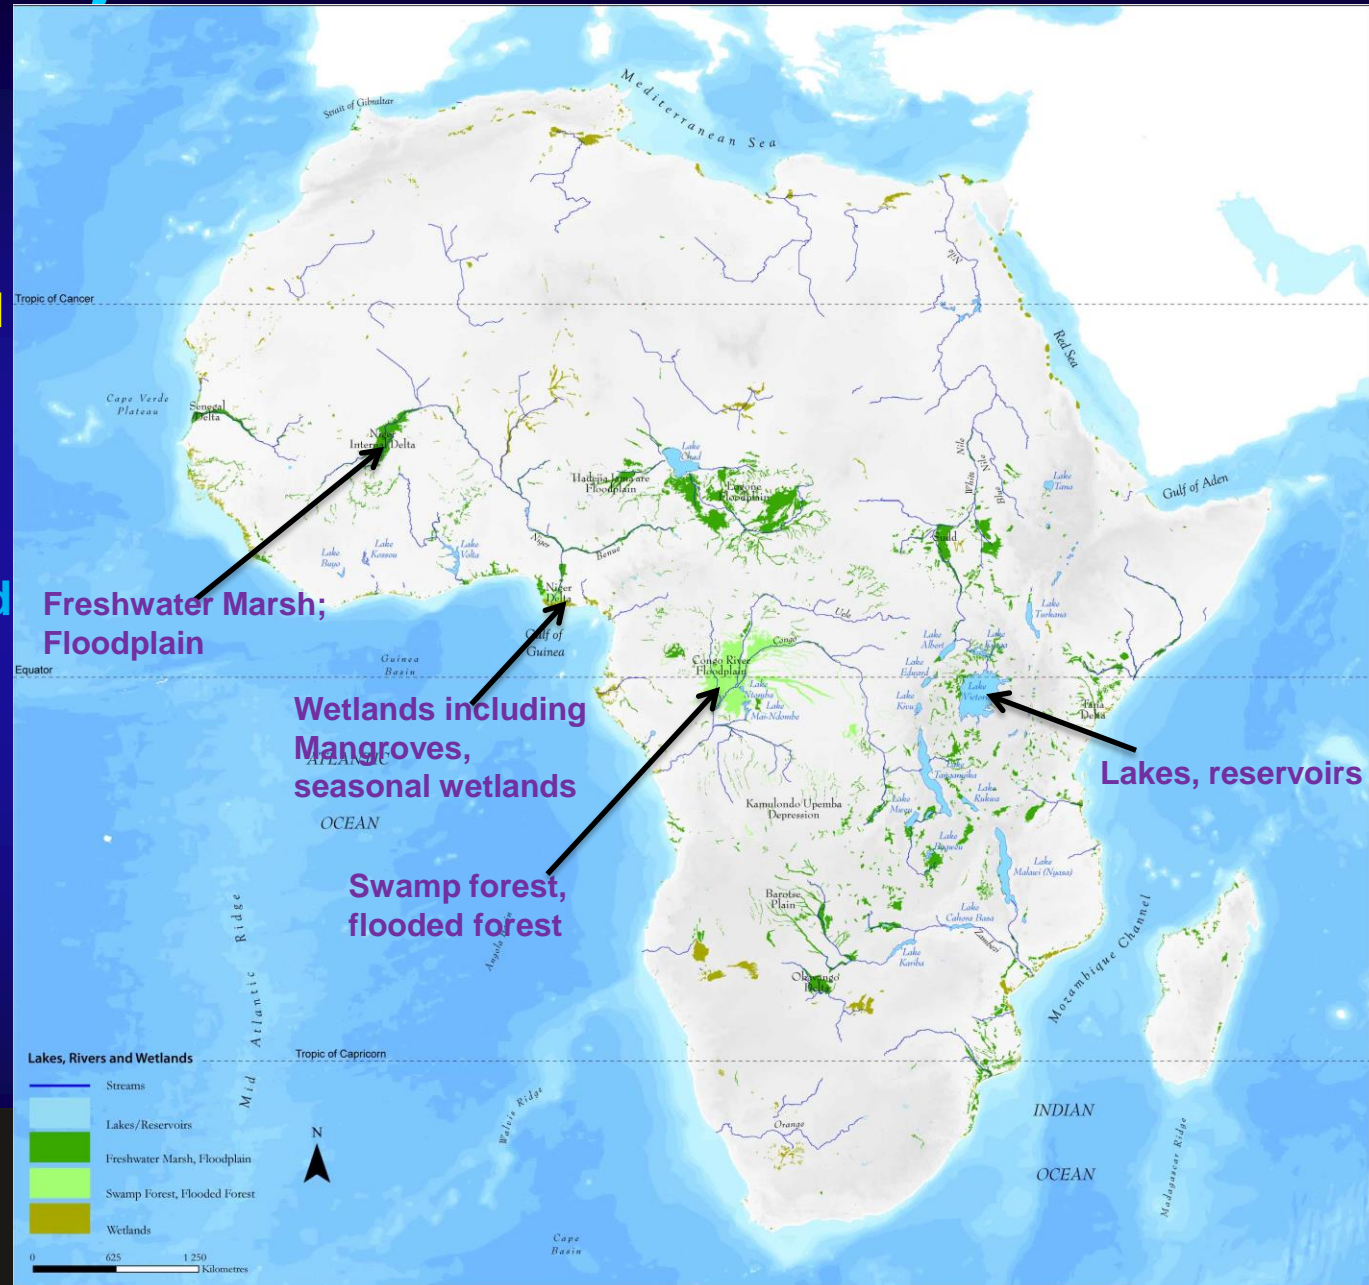 Mediterranean Sea
Strait of Gibraltar
Nile
Tropic of Cancer
Red Sea
Cape Verde
Plateau
Senegal
Delta
Niger
Internal Delta
Lake
Chad
Hadejia Jama'are
Floodplain
Logone
Floodplain
Nile
White
Nile
Blue
Lake
Tana
Gulf of Aden
Sudd
Lake
Buyo
Lake
Kossou
Lake
Volta
Niger
Benue
Freshwater Marsh;
Floodplain
Niger
Delta
Gulf of
Guinea
Uele
Congo
Lake
Turkana
Lake
Albert
Lake
Lake
Edward
Guinea
Basin
Equator
Congo River
Floodplain
Lake
Ntomba
Lake
Mai-Ndombe
Lake
Kivu
Lake
Victoria
Tana
Delta
Wetlands including
Mangroves,
seasonal wetlands
ATLANTIC
OCEAN
Lakes, reservoirs
Lake
Tanganyika
Lake
Rukwa
Lake
Mweru
Kamulondo Upemba
Depression
Lake
Lake
Malawi (Nyasa)
Swamp forest,
flooded forest
Barotse
Plain
Lake
Cahora Basa
Zambezi
Lake
Kariba
Okavango
Delta
Mozambique Channel
Mid Atlantic Ridge
Tropic of Capricorn
Walvis Ridge
Orange
INDIAN
OCEAN
Madagascar Ridge
Cape
Basin
Lakes, Rivers and Wetlands
Streams
Lakes/Reservoirs
Freshwater Marsh, Floodplain
Swamp Forest, Flooded Forest
Wetlands
N
0 625 1 250
Kilometres